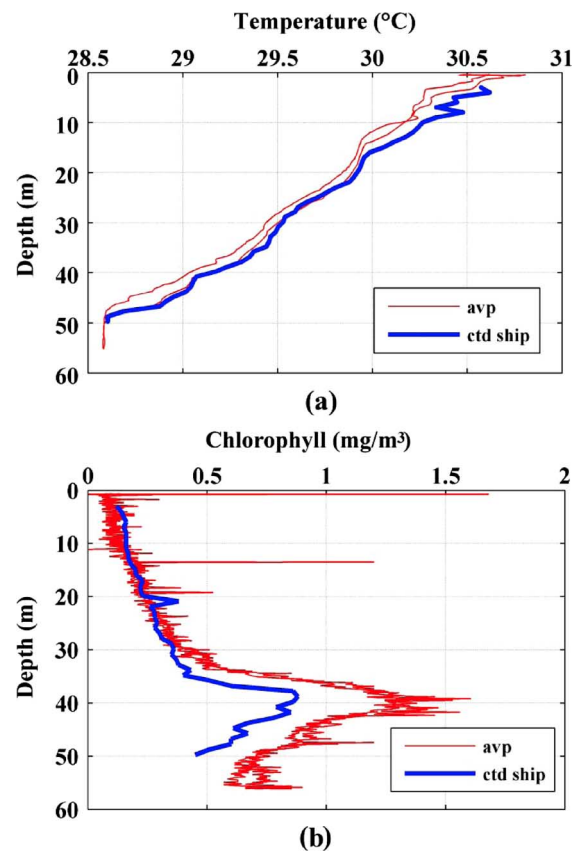 Temperature (°C)
28.5 29 29.5 30 30.5 31
0
10
20
30
40
50
60
Depth (m)
avp
ctd ship
(a)
Chlorophyll (mg/m³)
0 0.5 1 1.5 2
0
10
20
30
40
50
60
Depth (m)
avp
ctd ship
(b)